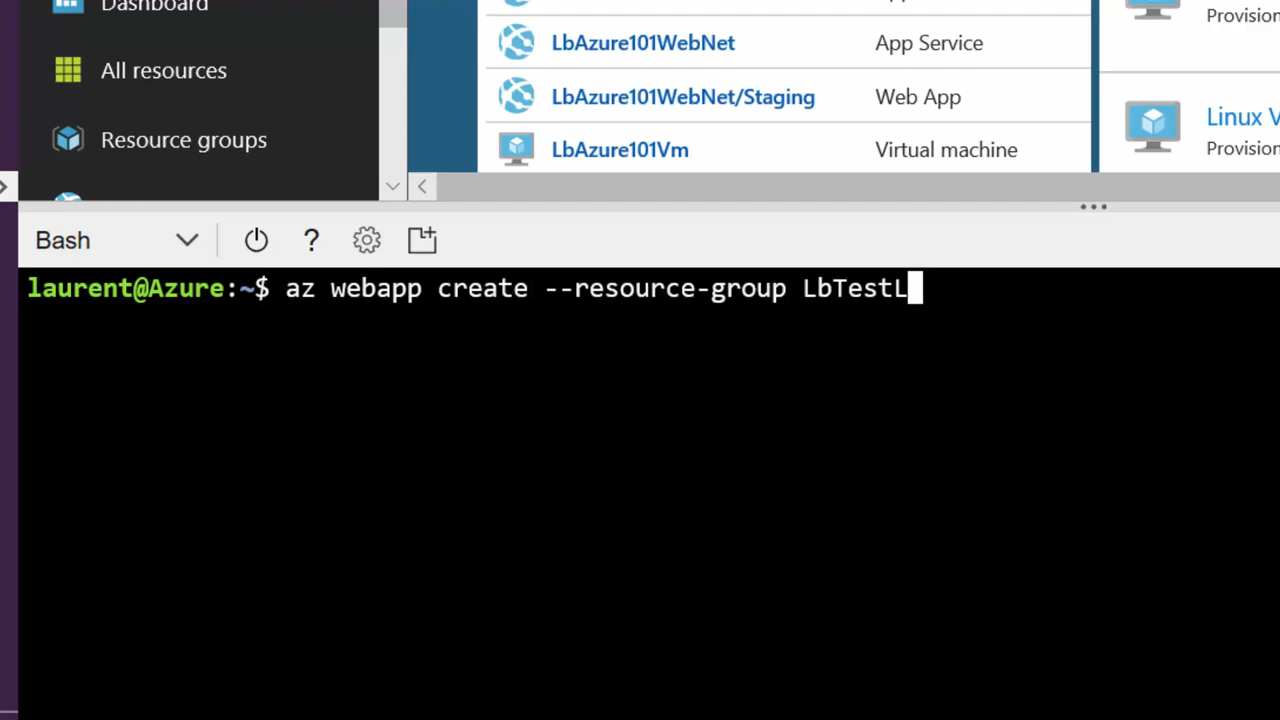 Dashboard
All resources
Resource groups
LbAzure101WebNet App Service
LbAzure101WebNet/Staging Web App
LbAzure101Vm Virtual machine
Provision
Linux V
Provision
Bash
?
laurent@Azure:~$ az webapp create --resource-group LbTestL